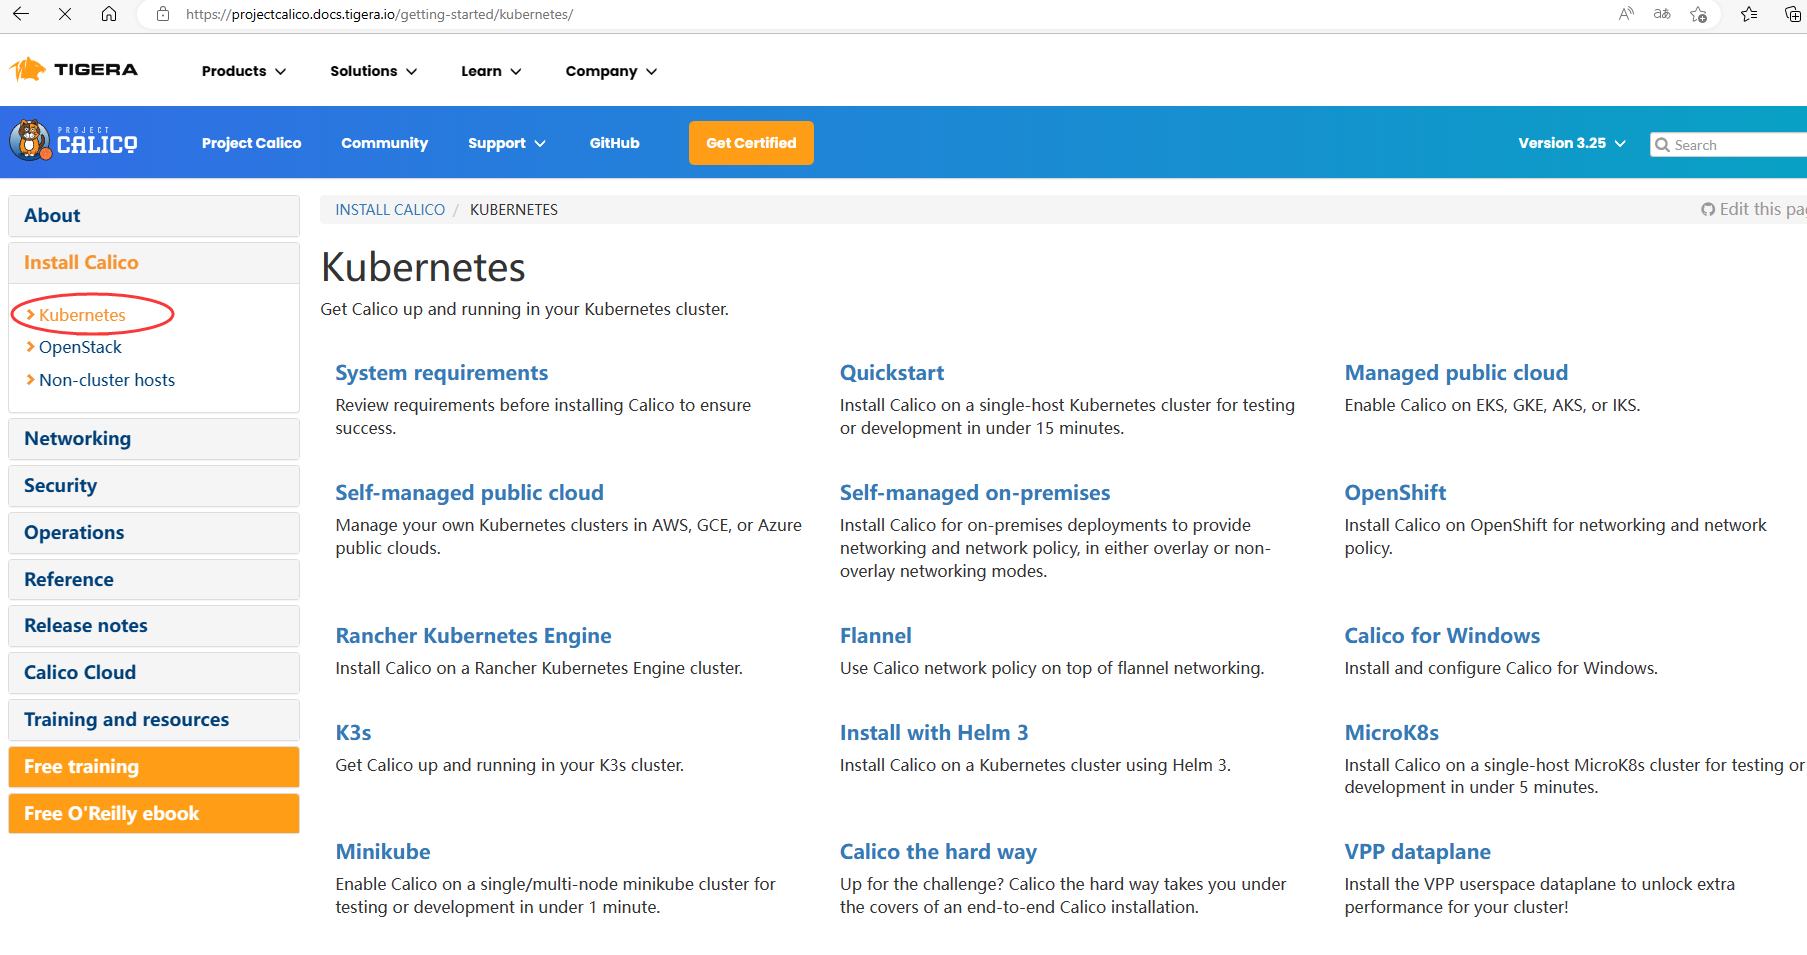 https://projectcalico.docs.tigera.io/getting-started/kubernetes/
TIGERA
Products
Solutions
Learn
Company
PROJECT
CALICO
Project Calico
Community
Support
GitHub
Get Certified
Version 3.25
Search
About
Install Calico
Kubernetes
OpenStack
Non-cluster hosts
Networking
Security
Operations
Reference
Release notes
Calico Cloud
Training and resources
Free training
Free O'Reilly ebook
INSTALL CALICO / KUBERNETES
Edit this pa
Kubernetes
Get Calico up and running in your Kubernetes cluster.
System requirements
Review requirements before installing Calico to ensure
success.
Quickstart
Install Calico on a single-host Kubernetes cluster for testing
or development in under 15 minutes.
Managed public cloud
Enable Calico on EKS, GKE, AKS, or IKS.
Self-managed public cloud
Manage your own Kubernetes clusters in AWS, GCE, or Azure
public clouds.
Self-managed on-premises
Install Calico for on-premises deployments to provide
networking and network policy, in either overlay or non-
overlay networking modes.
OpenShift
Install Calico on OpenShift for networking and network
policy.
Rancher Kubernetes Engine
Install Calico on a Rancher Kubernetes Engine cluster.
Flannel
Use Calico network policy on top of flannel networking.
Calico for Windows
Install and configure Calico for Windows.
K3s
Get Calico up and running in your K3s cluster.
Install with Helm 3
Install Calico on a Kubernetes cluster using Helm 3.
MicroK8s
Install Calico on a single-host MicroK8s cluster for testing or
development in under 5 minutes.
Minikube
Enable Calico on a single/multi-node minikube cluster for
testing or development in under 1 minute.
Calico the hard way
Up for the challenge? Calico the hard way takes you under
the covers of an end-to-end Calico installation.
VPP dataplane
Install the VPP userspace dataplane to unlock extra
performance for your cluster!